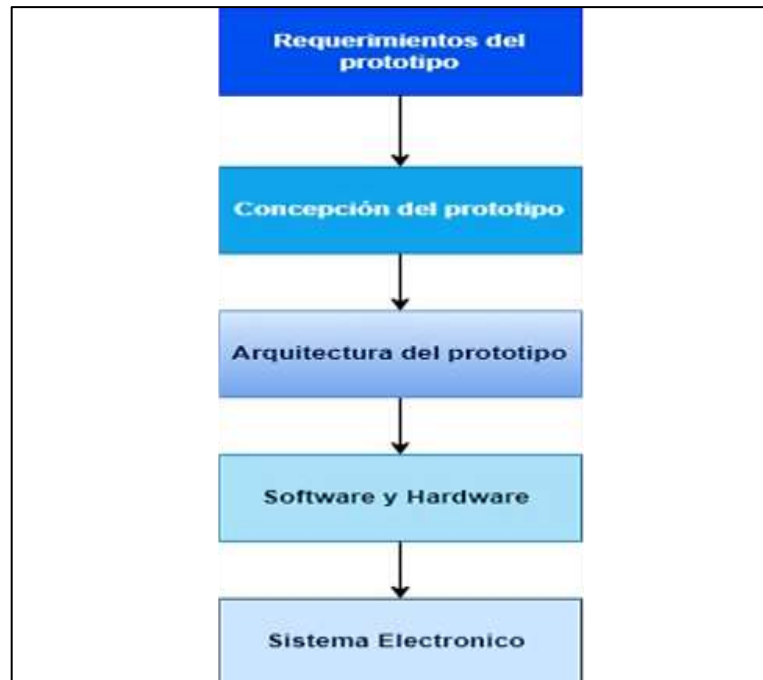 Requerimientos del
prototipo
Concepción del prototipo
Arquitectura del prototipo
Software y Hardware
Sistema Electronico